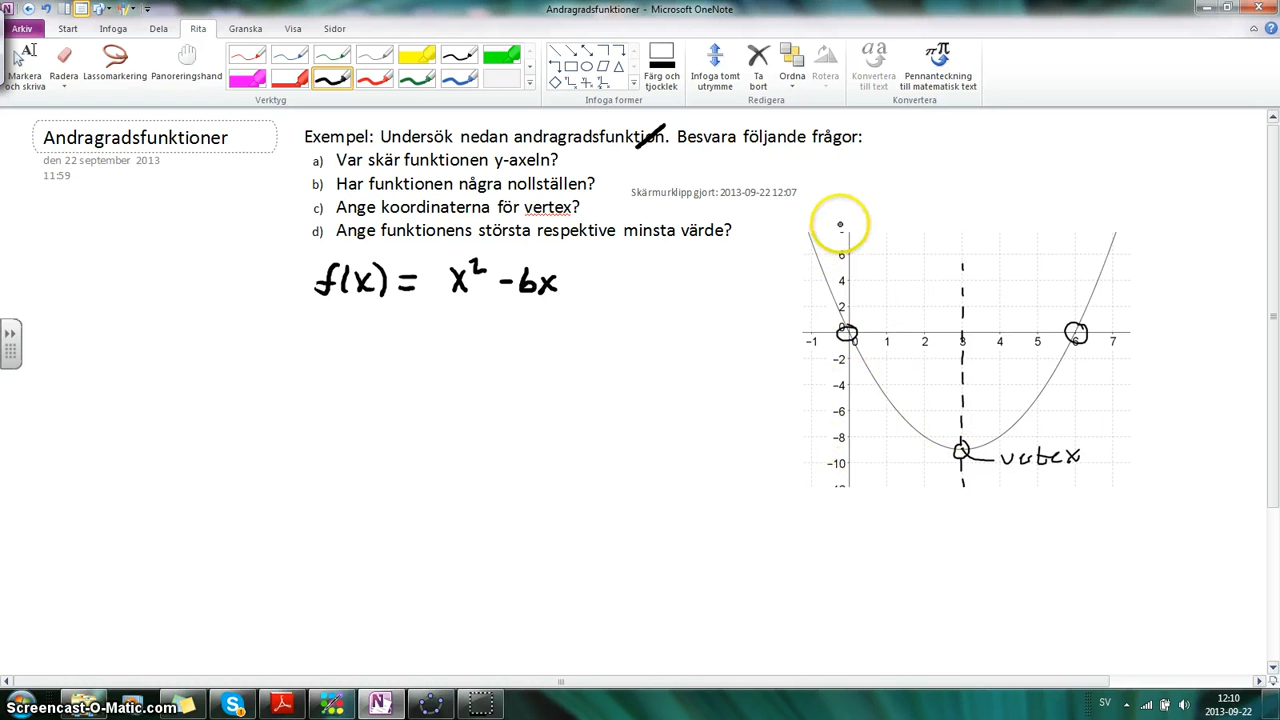 Andragradsfunktioner - Microsoft OneNote
Arkiv Start Infoga Dela Rita Granska Visa Sidor
Markera och skriva Radera Lassomarkering Panoreringshand Färg och tjocklek Infoga tomt utrymme Ta bort Ordna Rotera Konvertera till text Pennanteckning till matematisk text
Verktyg Infoga former Redigera Konvertera
Andragradsfunktioner
den 22 september 2013
11:59
Exempel: Undersök nedan andragradsfunktion. Besvara följande frågor:
a) Var skär funktionen y-axeln?
b) Har funktionen några nollställen?
c) Ange koordinaterna för vertex?
d) Ange funktionens största respektive minsta värde?
Skärmurklipp gjort: 2013-09-22 12:07
f(x) = x² -6x
6
4
2
0
-1 0 1 2 3 4 5 6 7
-2
-4
-6
-8
-10
vertex
Screencast-O-Matic.com
SV 12:10
2013-09-22